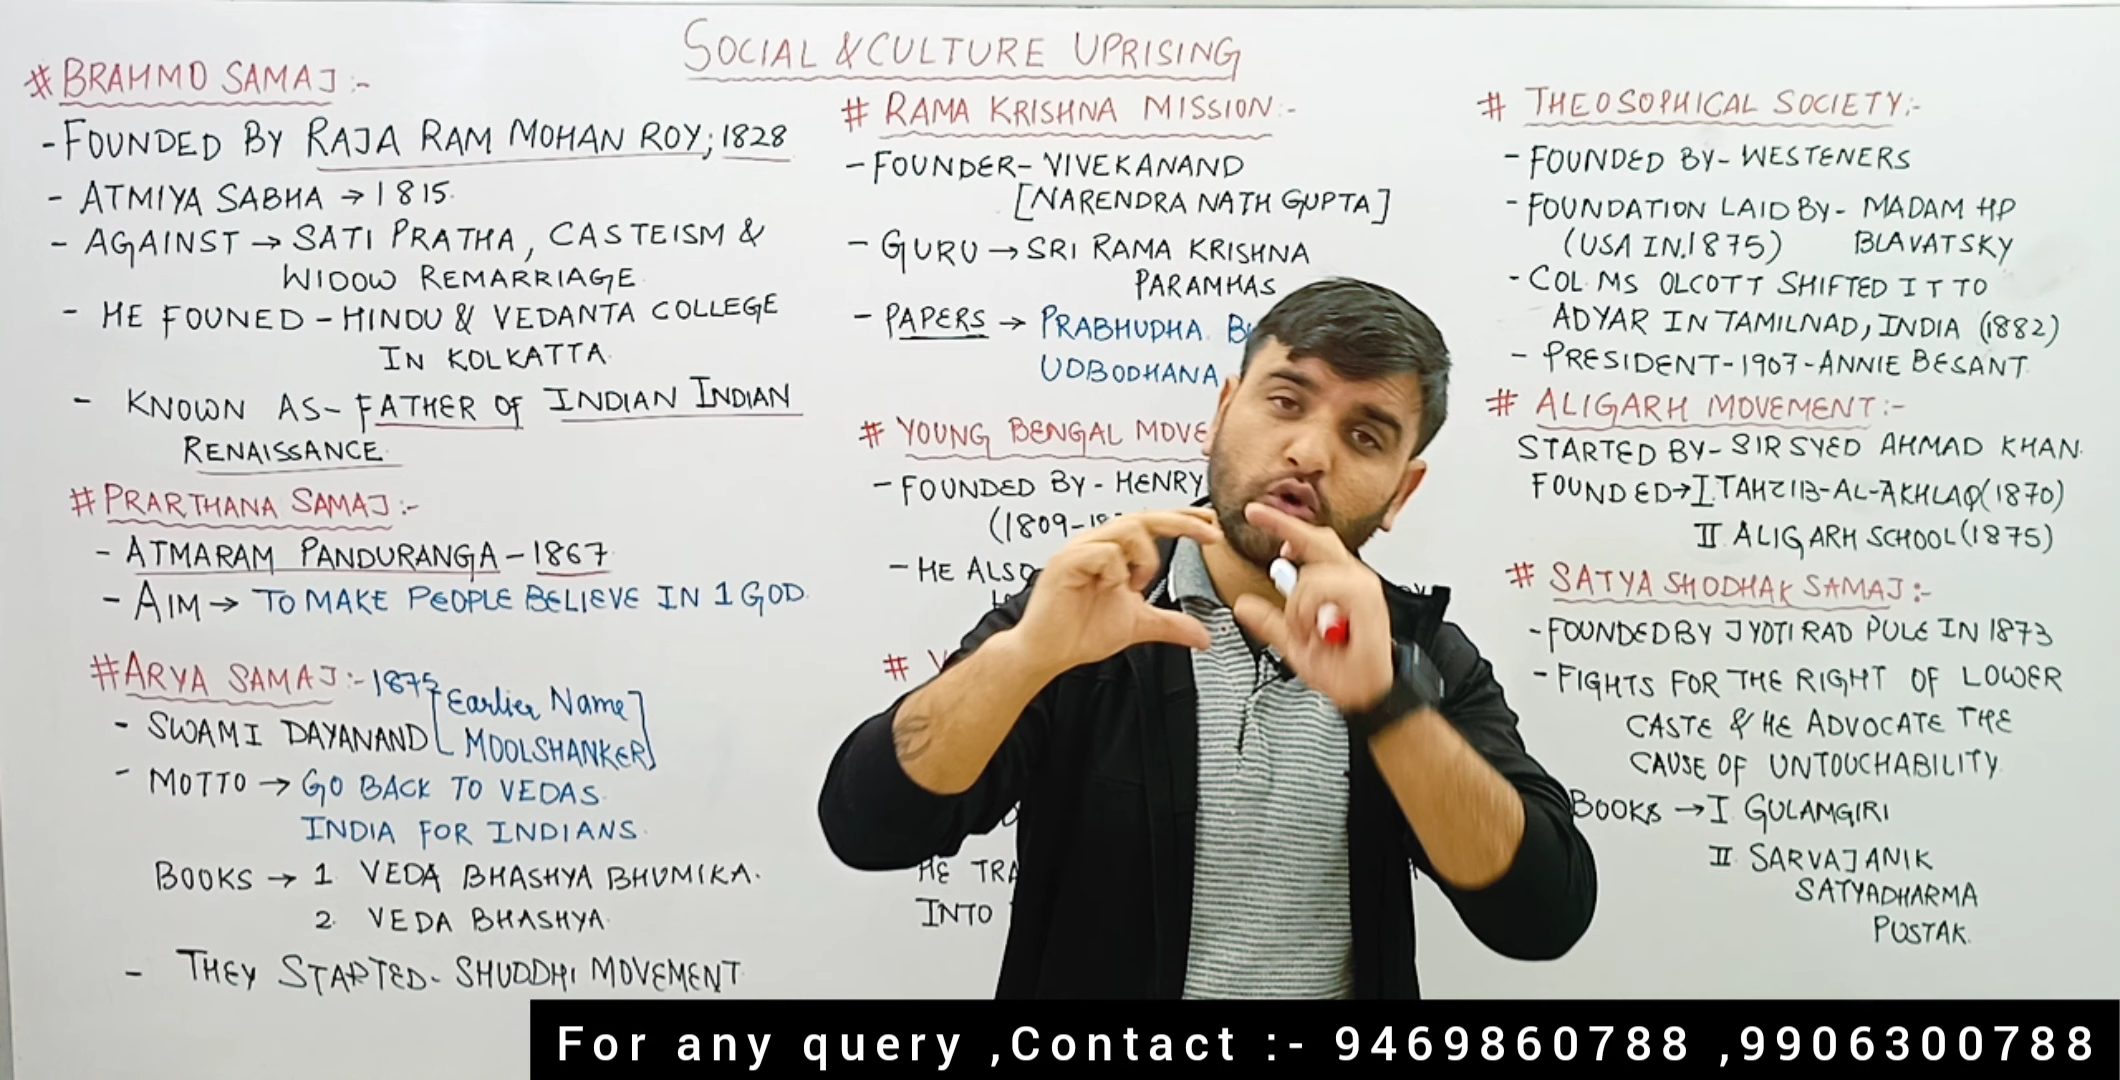 SOCIAL & CULTURE UPRISING
# BRAHMO SAMAJ :-
- FOUNDED BY RAJA RAM MOHAN ROY; 1828
- ATMIYA SABHA → 1815.
- AGAINST → SATI PRATHA, CASTEISM &
WIDOW REMARRIAGE.
- HE FOUNED - HINDU & VEDANTA COLLEGE
IN KOLKATTA.
- KNOWN AS - FATHER OF INDIAN INDIAN
RENAISSANCE.
# PRARTHANA SAMAJ :-
- ATMARAM PANDURANGA - 1867
- AIM → TO MAKE PEOPLE BELIEVE IN 1 GOD.
# ARYA SAMAJ :- 1875
- SWAMI DAYANAND [Earlier Name
MOOLSHANKER]
- MOTTO → GO BACK TO VEDAS.
INDIA FOR INDIANS.
BOOKS → 1. VEDA BHASHYA BHUMIKA.
2. VEDA BHASHYA.
- THEY STARTED - SHUDDHI MOVEMENT
# RAMA KRISHNA MISSION :-
- FOUNDER - VIVEKANAND
[NARENDRA NATH GUPTA]
- GURU → SRI RAMA KRISHNA
PARAMHAS
- PAPERS → PRABHUDHA
UDBODHANA
# YOUNG BENGAL
- FOUNDED BY - HENRY
(1809-
- HE ALSO
#
HE
INTO
# THEOSOPHICAL SOCIETY :-
- FOUNDED BY - WESTENERS
- FOUNDATION LAID BY - MADAM HP
(USA IN.1875) BLAVATSKY
- COL MS OLCOTT SHIFTED IT TO
ADYAR IN TAMILNAD, INDIA (1882)
- PRESIDENT - 1907 - ANNIE BESANT.
# ALIGARH MOVEMENT :-
STARTED BY - SIR SYED AHMAD KHAN.
FOUNDED → I. TAHZIB-AL-AKHLAQ (1870)
II. ALIGARH SCHOOL (1875)
# SATYA SHODHAK SAMAJ :-
- FOUNDED BY JYOTI RAO PULE IN 1873
- FIGHTS FOR THE RIGHT OF LOWER
CASTE & HE ADVOCATE THE
CAUSE OF UNTOUCHABILITY.
BOOKS → I GULAMGIRI
II. SARVAJANIK
SATYADHARMA
PUSTAK.
For any query ,Contact :- 9469860788 ,9906300788